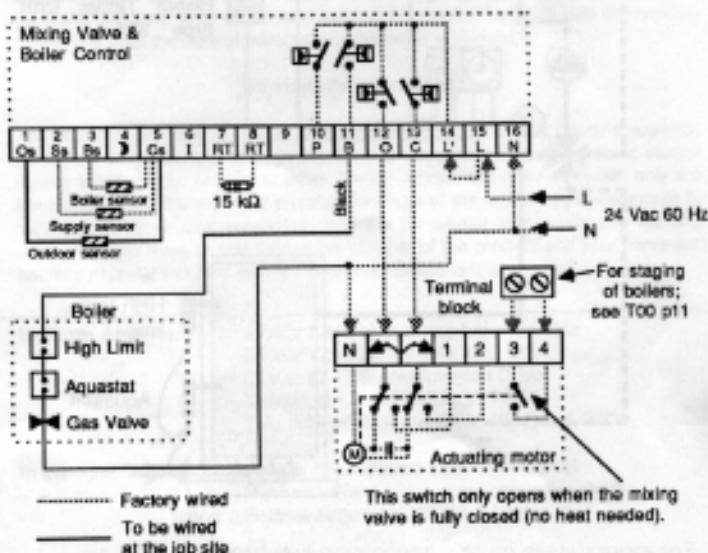 Mixing Valve &
Boiler Control
1 2 3 4 5 6 7 8 9 10 11 12 13 14 15 16
Os Ss Bs Gs I RT RT P B O C L' L N
Boiler sensor
Supply sensor
Outdoor sensor
15 kΩ
Black
L
24 Vac 60 Hz
N
Terminal
block
For staging
of boilers;
see T00 p11
Boiler
High Limit
Aquastat
Gas Valve
N 1 2 3 4
M
Actuating motor
Factory wired
To be wired
at the job site
This switch only opens when the mixing
valve is fully closed (no heat needed).